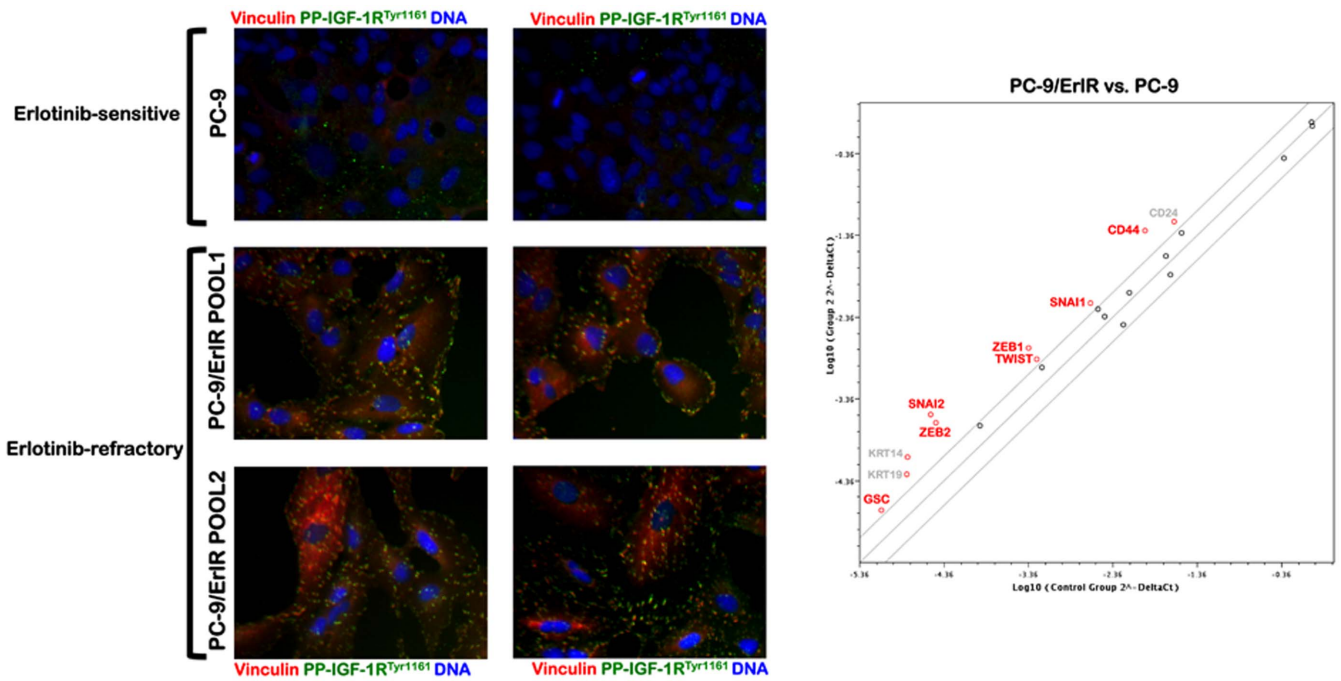 Vinculin PP-IGF-1RTyr1161 DNA
Vinculin PP-IGF-1RTyr1161 DNA
Erlotinib-sensitive
PC-9
Erlotinib-refractory
PC-9/ErlR POOL1
PC-9/ErlR POOL2
Vinculin PP-IGF-1RTyr1161 DNA
Vinculin PP-IGF-1RTyr1161 DNA
PC-9/ErlR vs. PC-9
Log10 (Group 2 2^-DeltaCt)
-0.36
-1.36
-2.36
-3.36
-4.36
CD24
CD44
SNAI1
ZEB1
TWIST
SNAI2
ZEB2
KRT14
KRT19
GSC
-5.36
-4.36
-3.36
-2.36
-1.36
-0.36
Log10 (Control Group 2^-DeltaCt)